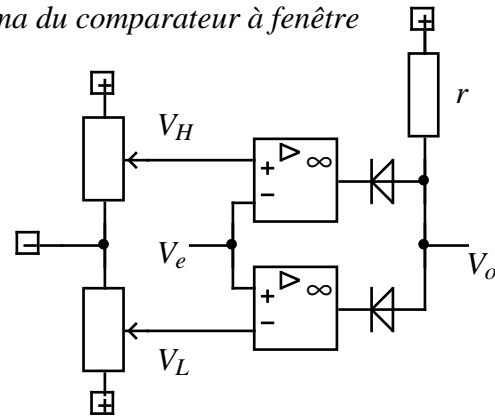 ma du comparateur à fenêtre
+
+
r
V_H
+ ▷ ∞
−
−
V_e
V_o
+ ▷ ∞
−
V_L
+